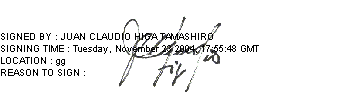 SIGNED BY : JUAN CLAUDIO HIGA TAMASHIRO
SIGNING TIME : Tuesday, November 23 2004, 17:55:48 GMT
LOCATION : gg
REASON TO SIGN :